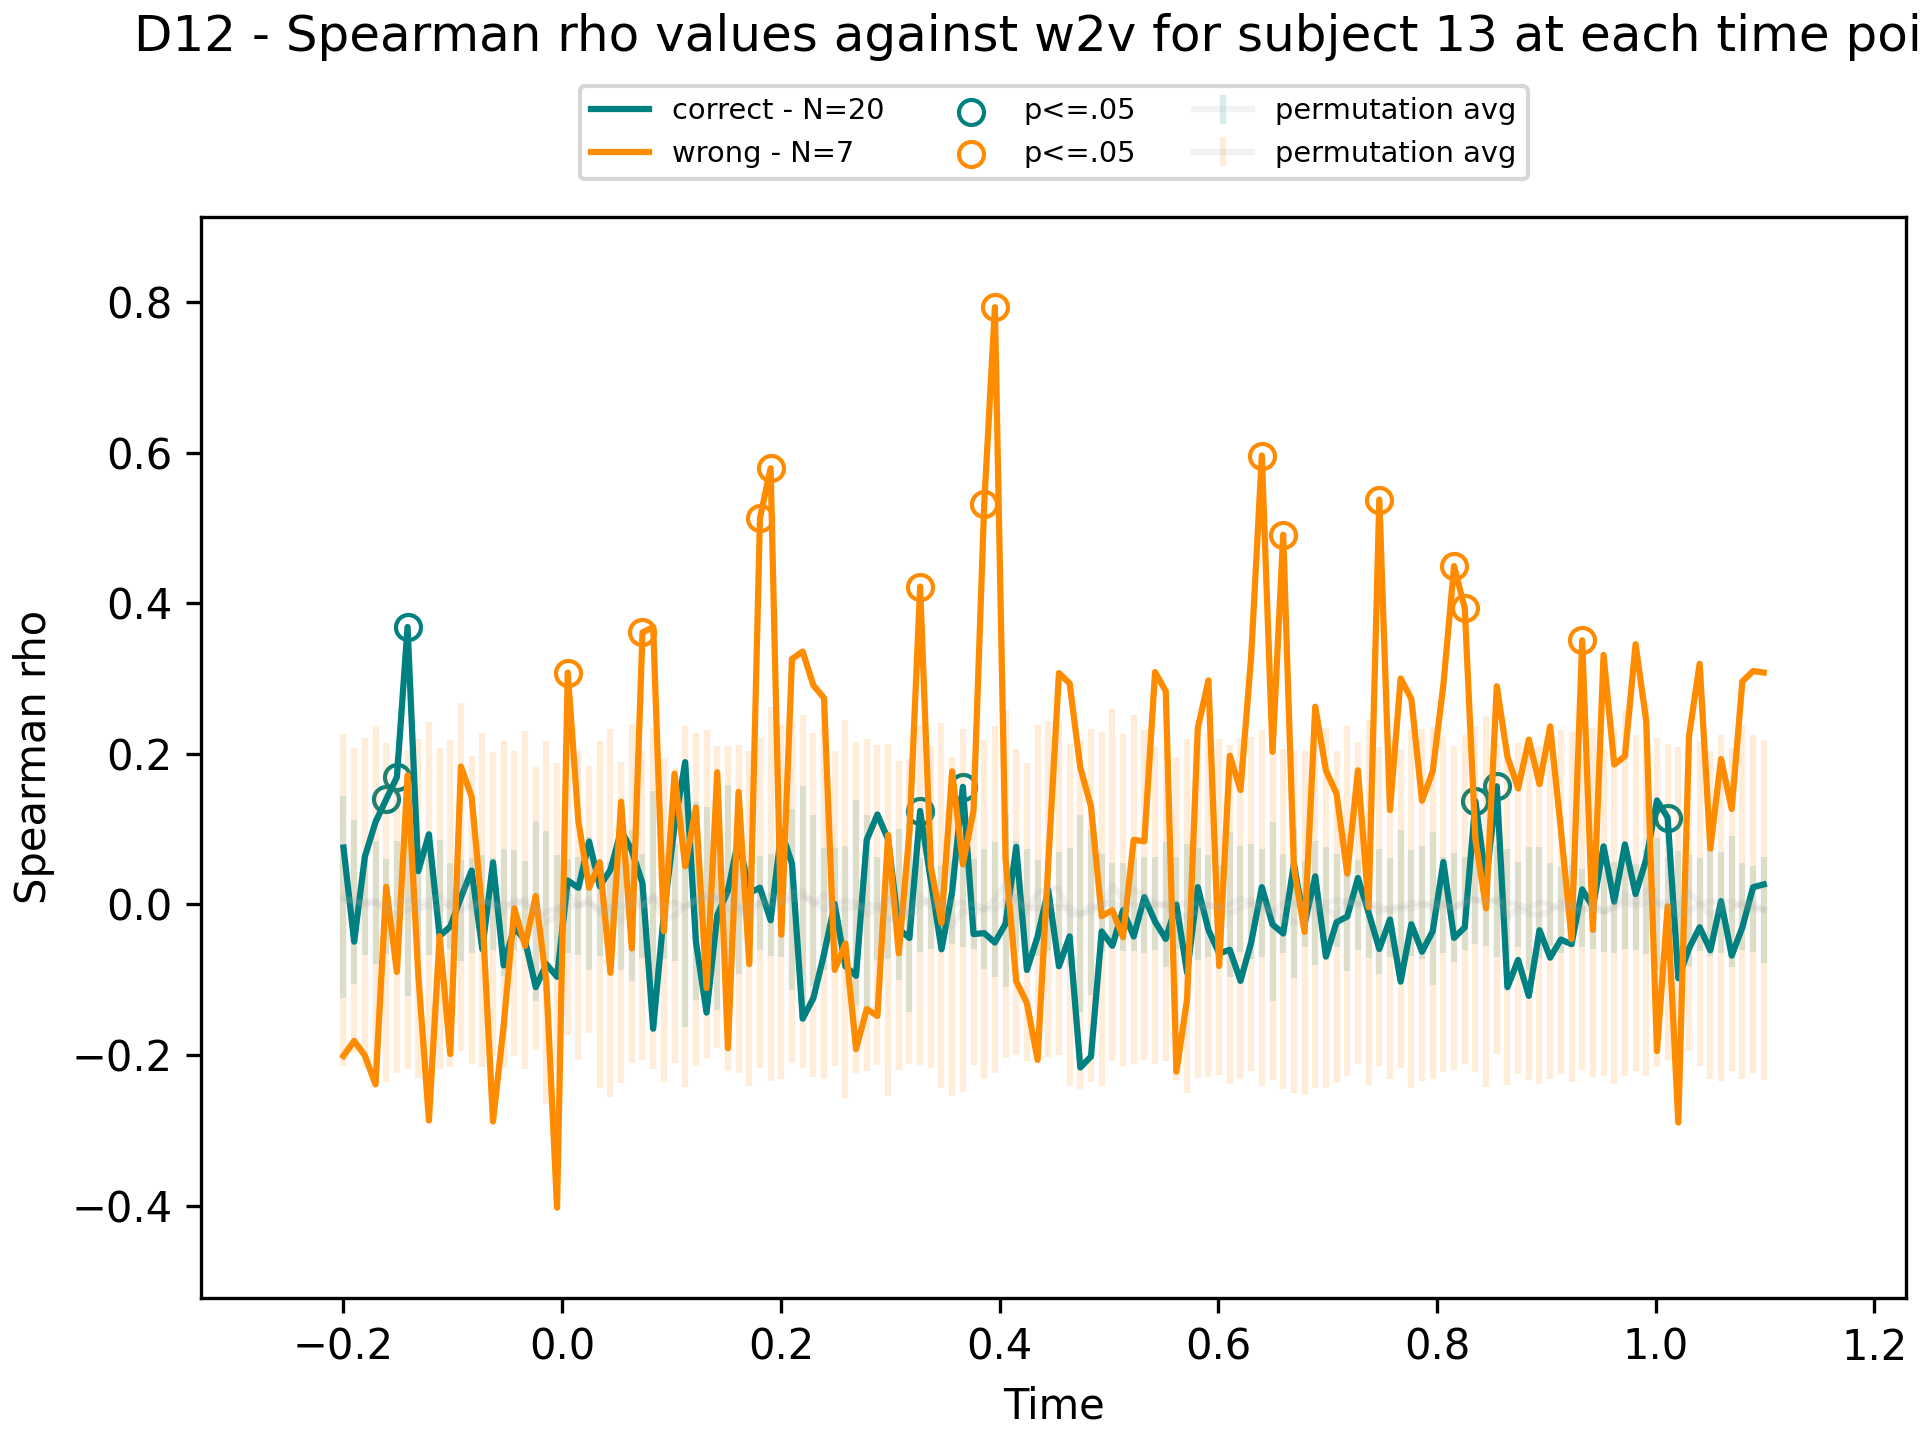 D12 - Spearman rho values against w2v for subject 13 at each time poi
correct - N=20
wrong - N=7
p<=.05
p<=.05
permutation avg
permutation avg
Spearman rho
0.8
0.6
0.4
0.2
0.0
−0.2
−0.4
−0.2
0.0
0.2
0.4
0.6
0.8
1.0
1.2
Time